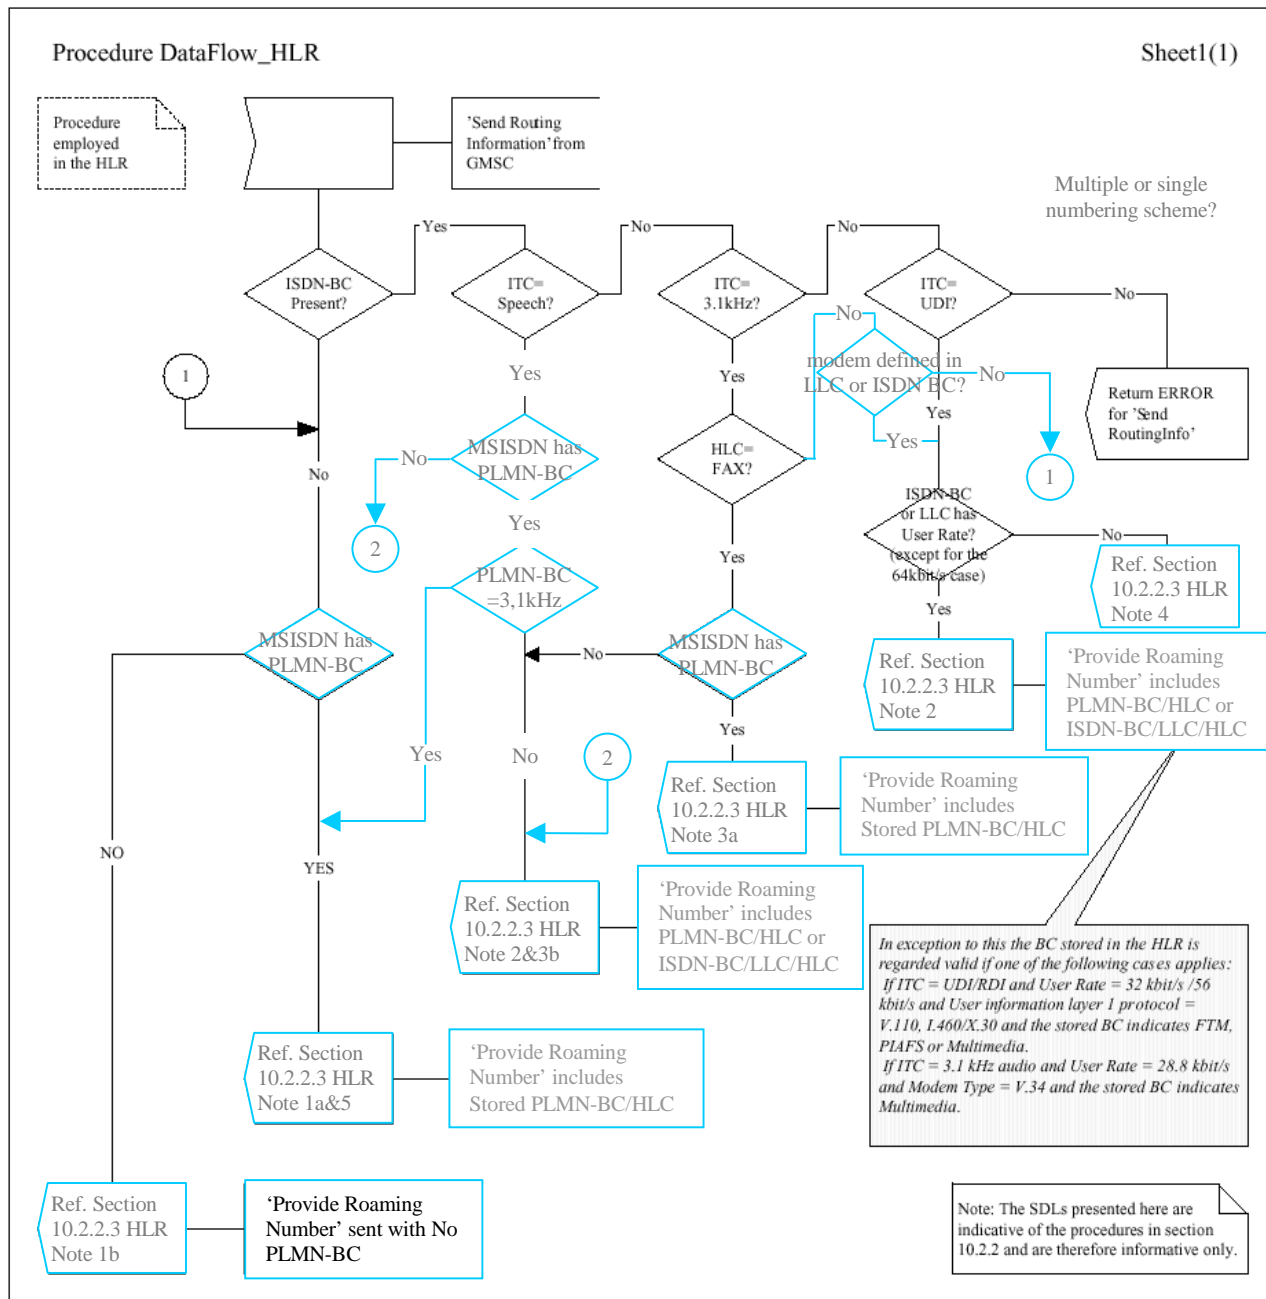 Procedure DataFlow_HLR
Sheet1(1)
Procedure
employed
in the HLR
'Send Routing
Information'from
GMSC
Multiple or single
numbering scheme?
Yes
No
No
ISDN-BC
Present?
ITC=
Speech?
ITC=
3.1kHz?
ITC=
UDI?
No
No
1
modem defined in
LLC or ISDN BC?
No
Yes
Yes
Return ERROR
for 'Send
RoutingInfo'
Yes
Yes
MSISDN has
PLMN-BC
No
HLC=
FAX?
No
1
2
Yes
ISDN-BC
or LLC has
User Rate?
(except for the
64kbit/s case)
No
Yes
PLMN-BC
=3,1kHz
Ref. Section
10.2.2.3 HLR
Note 4
Yes
MSISDN has
PLMN-BC
No
MSISDN has
PLMN-BC
Ref. Section
10.2.2.3 HLR
Note 2
‘Provide Roaming
Number’ includes
PLMN-BC/HLC or
ISDN-BC/LLC/HLC
Yes
Yes
No
2
Ref. Section
10.2.2.3 HLR
Note 3a
‘Provide Roaming
Number’ includes
Stored PLMN-BC/HLC
NO
YES
Ref. Section
10.2.2.3 HLR
Note 2&3b
‘Provide Roaming
Number’ includes
PLMN-BC/HLC or
ISDN-BC/LLC/HLC
In exception to this the BC stored in the HLR is
regarded valid if one of the following cases applies:
If ITC = UDI/RDI and User Rate = 32 kbit/s /56
kbit/s and User information layer 1 protocol =
V.110, I.460/X.30 and the stored BC indicates FTM,
PIAFS or Multimedia.
If ITC = 3.1 kHz audio and User Rate = 28.8 kbit/s
and Modem Type = V.34 and the stored BC indicates
Multimedia.
Ref. Section
10.2.2.3 HLR
Note 1a&5
‘Provide Roaming
Number’ includes
Stored PLMN-BC/HLC
Ref. Section
10.2.2.3 HLR
Note 1b
‘Provide Roaming
Number’ sent with No
PLMN-BC
Note: The SDLs presented here are
indicative of the procedures in section
10.2.2 and are therefore informative only.